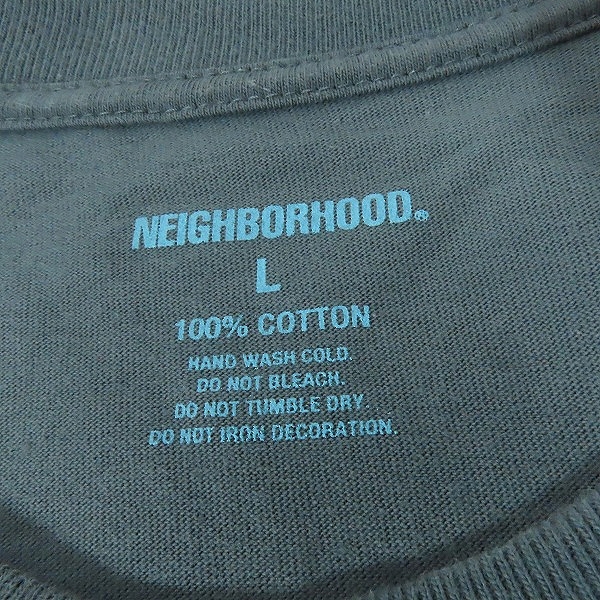 NEIGHBORHOOD®
L
100% COTTON
HAND WASH COLD.
DO NOT BLEACH.
DO NOT TUMBLE DRY.
DO NOT IRON DECORATION.